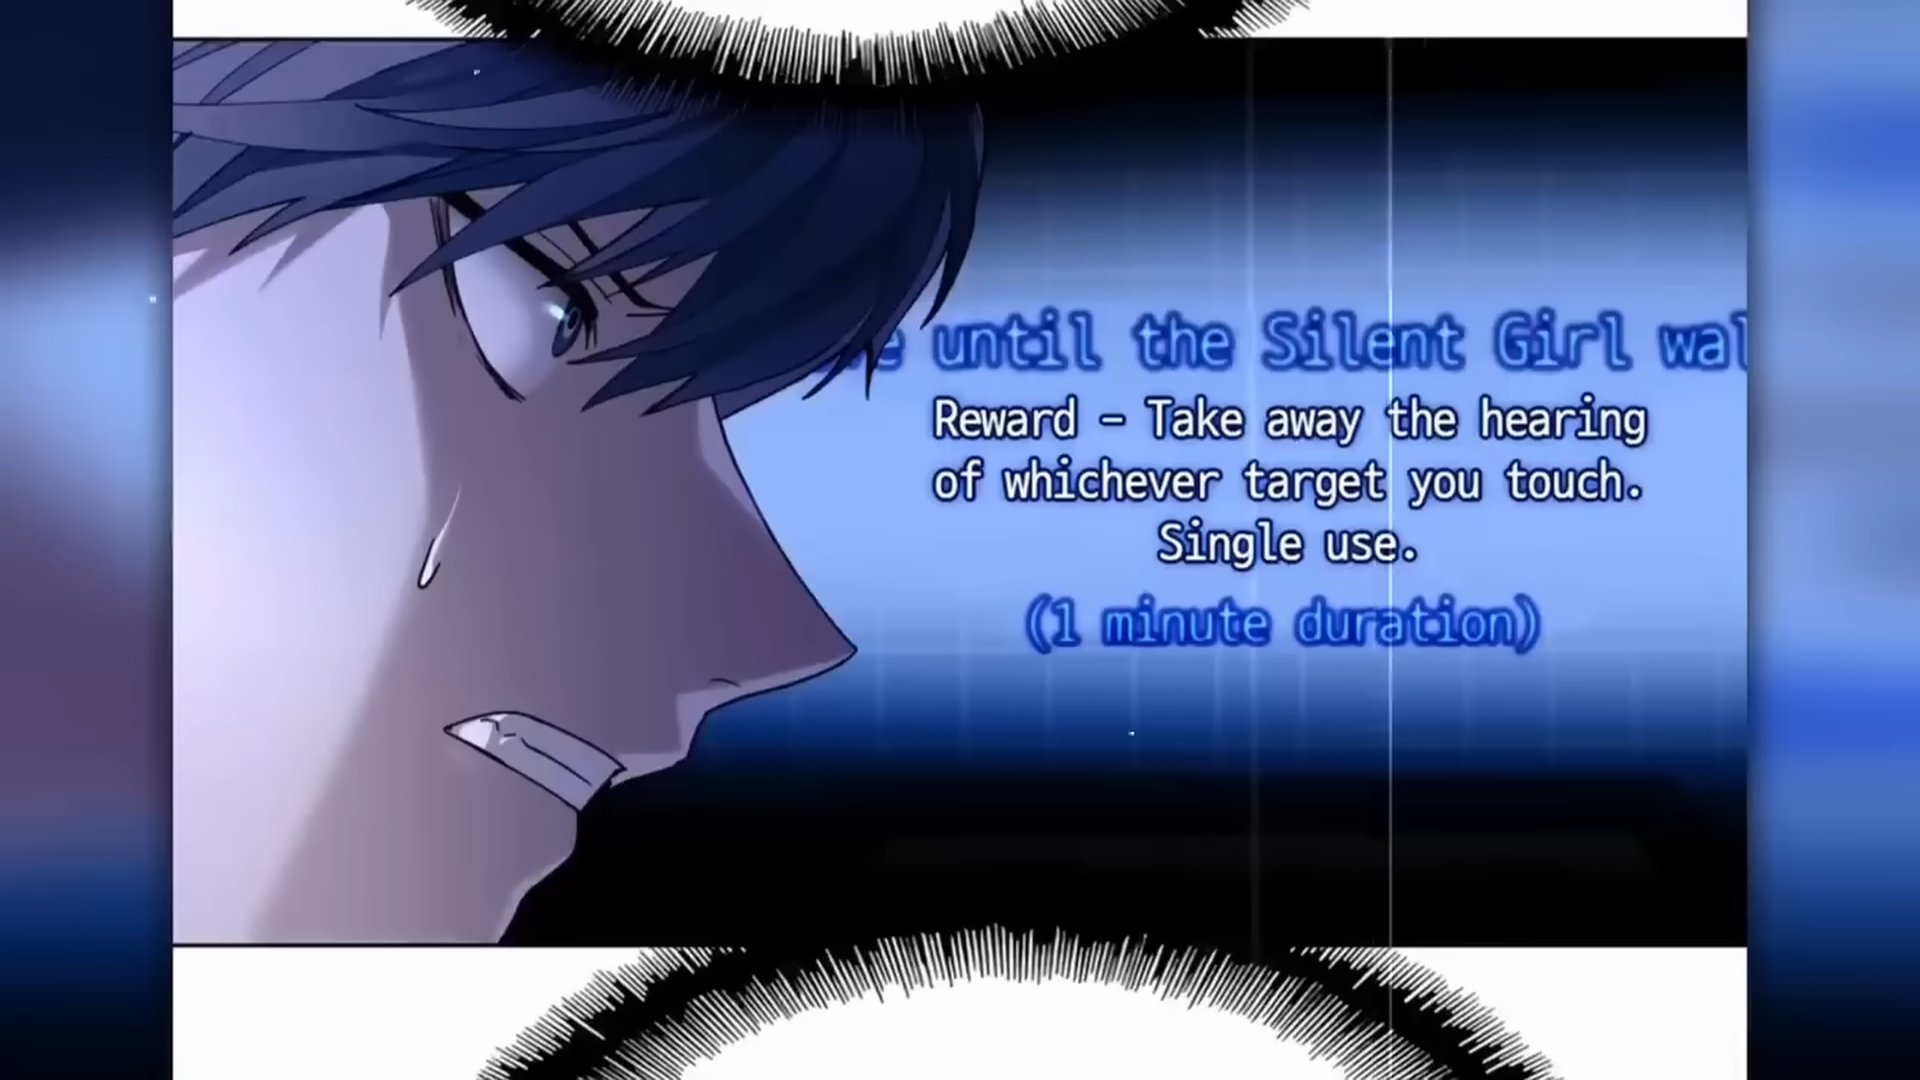 until the Silent Girl
Reward – Take away the hearing
of whichever target you touch.
Single use.
(1 minute duration)